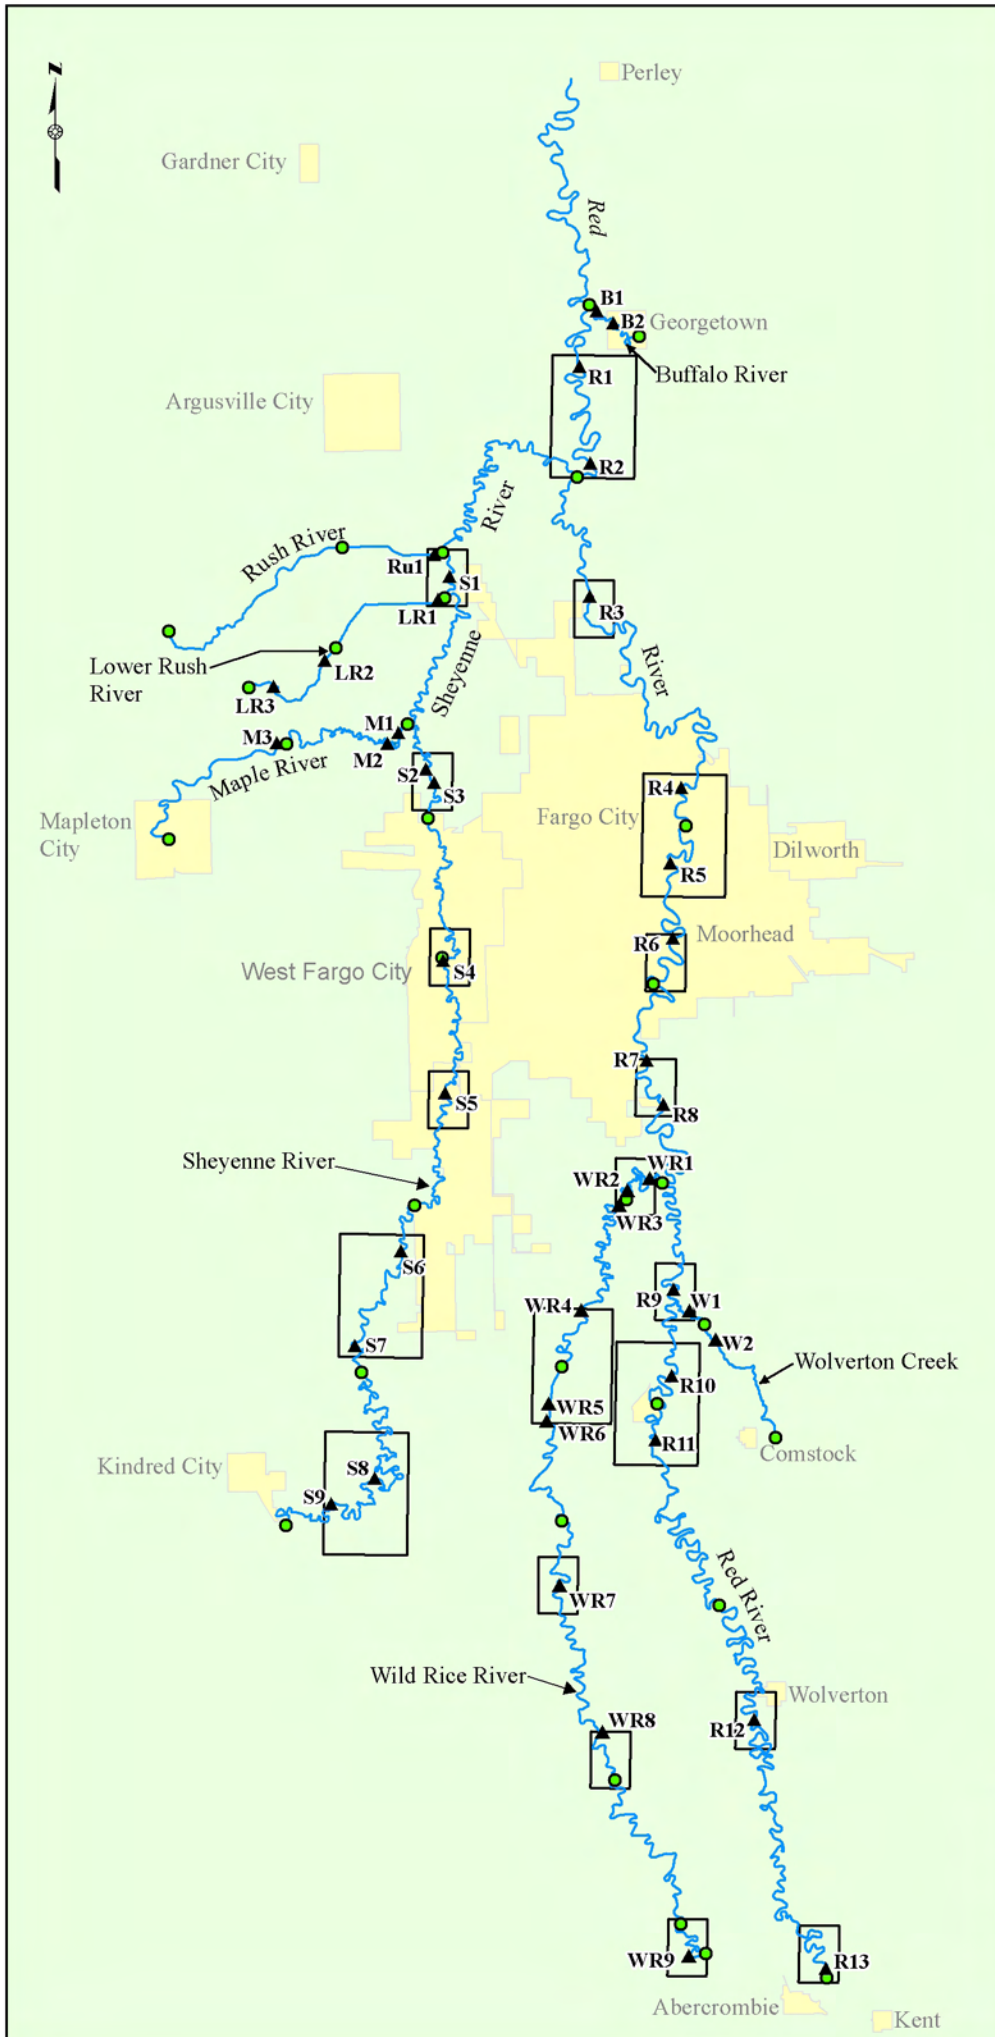 Perley
z
Gardner City
Red
B1
B2
Georgetown
Buffalo River
R1
Argusville City
R2
River
Rush River
Ru1
S1
LR1
R3
Lower Rush
River
LR2
Sheyenne
River
LR3
M1
M3
M2
Maple River
S2
S3
R4
Fargo City
Mapleton
City
Dilworth
R5
R6
Moorhead
West Fargo City
S4
R7
S5
R8
Sheyenne River
WR1
WR2
WR3
S6
R9
W1
WR4
W2
S7
Wolverton Creek
R10
WR5
WR6
R11
Comstock
Kindred City
S8
S9
Red River
WR7
Wild Rice River
Wolverton
WR8
R12
WR9
R13
Abercrombie
Kent